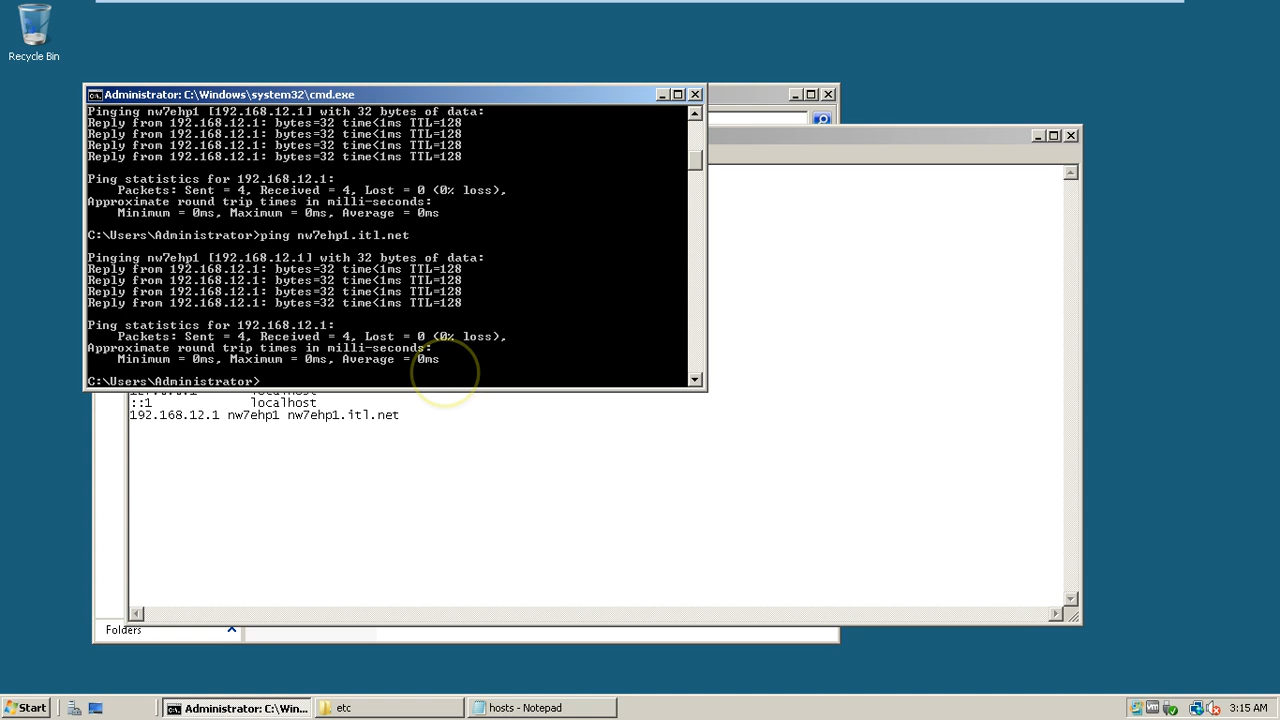 Recycle Bin
Administrator: C:\Windows\system32\cmd.exe
Pinging nw7ehp1 [192.168.12.1] with 32 bytes of data:
Reply from 192.168.12.1: bytes=32 time<1ms TTL=128
Reply from 192.168.12.1: bytes=32 time<1ms TTL=128
Reply from 192.168.12.1: bytes=32 time<1ms TTL=128
Reply from 192.168.12.1: bytes=32 time<1ms TTL=128
Ping statistics for 192.168.12.1:
Packets: Sent = 4, Received = 4, Lost = 0 (0% loss),
Approximate round trip times in milli-seconds:
Minimum = 0ms, Maximum = 0ms, Average = 0ms
C:\Users\Administrator>ping nw7ehp1.itl.net
Pinging nw7ehp1 [192.168.12.1] with 32 bytes of data:
Reply from 192.168.12.1: bytes=32 time<1ms TTL=128
Reply from 192.168.12.1: bytes=32 time<1ms TTL=128
Reply from 192.168.12.1: bytes=32 time<1ms TTL=128
Reply from 192.168.12.1: bytes=32 time<1ms TTL=128
Ping statistics for 192.168.12.1:
Packets: Sent = 4, Received = 4, Lost = 0 (0% loss),
Approximate round trip times in milli-seconds:
Minimum = 0ms, Maximum = 0ms, Average = 0ms
C:\Users\Administrator>
localhost
::1 localhost
192.168.12.1 nw7ehp1 nw7ehp1.itl.net
Folders
Start
Administrator: C:\Win...
etc
hosts - Notepad
3:15 AM